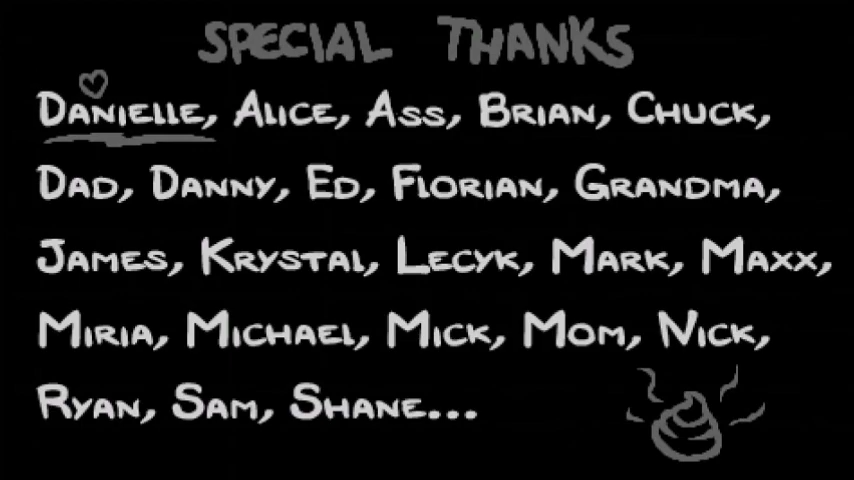 SPECIAL THANKS
DANIELLE, ALICE, ASS, BRIAN, CHUCK,
DAD, DANNY, ED, FLORIAN, GRANDMA,
JAMES, KRYSTAL, LECYK, MARK, MAXX,
MIRIA, MICHAEL, MICK, MOM, NICK,
RYAN, SAM, SHANE...